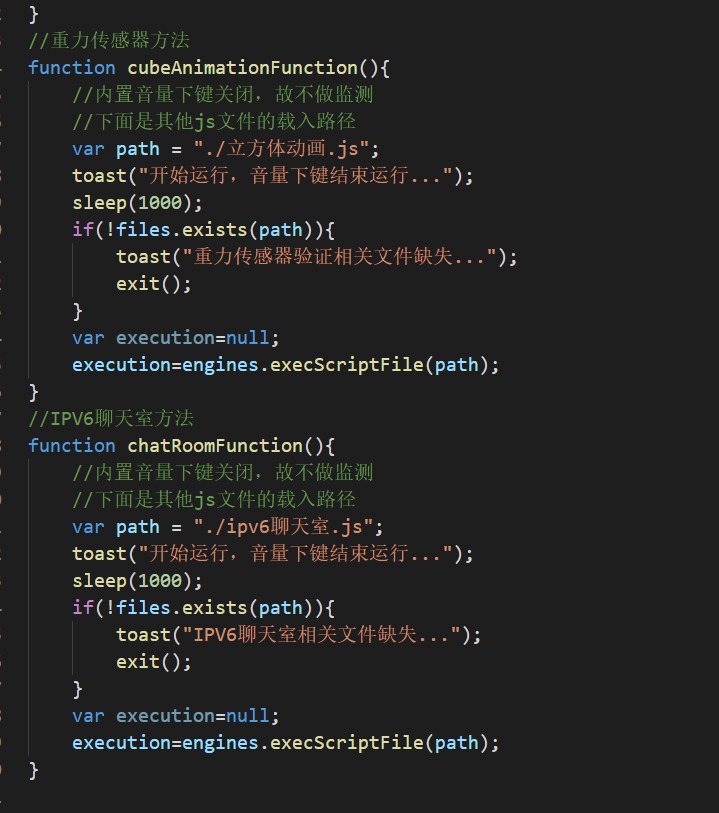 }
//重力传感器方法
function cubeAnimationFunction(){
    //内置音量下键关闭，故不做监测
    //下面是其他js文件的载入路径
    var path = "./立方体动画.js";
    toast("开始运行，音量下键结束运行...");
    sleep(1000);
    if(!files.exists(path)){
        toast("重力传感器验证相关文件缺失...");
        exit();
    }
    var execution=null;
    execution=engines.execScriptFile(path);
}
//IPV6聊天室方法
function chatRoomFunction(){
    //内置音量下键关闭，故不做监测
    //下面是其他js文件的载入路径
    var path = "./ipv6聊天室.js";
    toast("开始运行，音量下键结束运行...");
    sleep(1000);
    if(!files.exists(path)){
        toast("IPV6聊天室相关文件缺失...");
        exit();
    }
    var execution=null;
    execution=engines.execScriptFile(path);
}